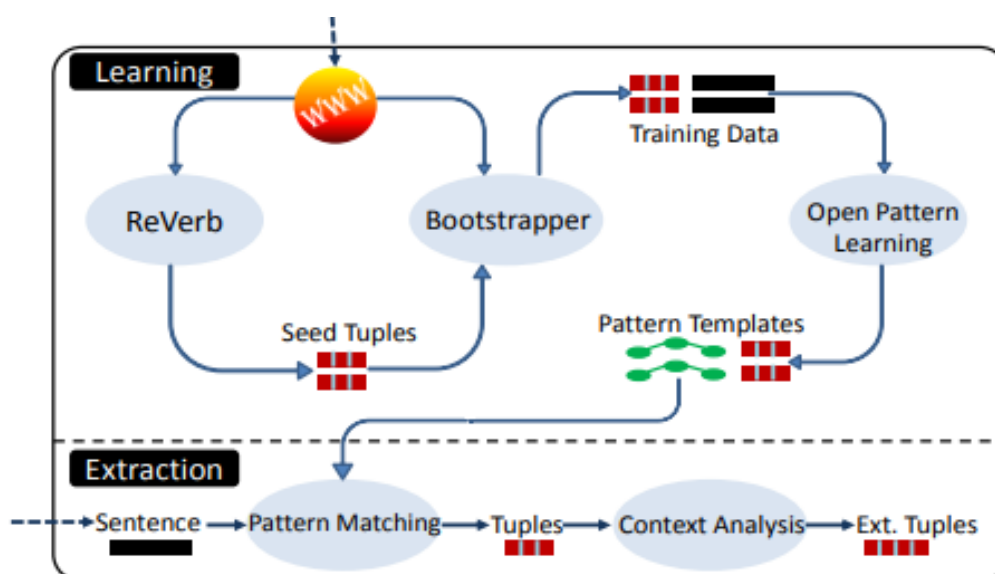 Learning
WWW
Training Data
ReVerb
Bootstrapper
Open Pattern
Learning
Seed Tuples
Pattern Templates
Extraction
Sentence
Pattern Matching
Tuples
Context Analysis
Ext. Tuples